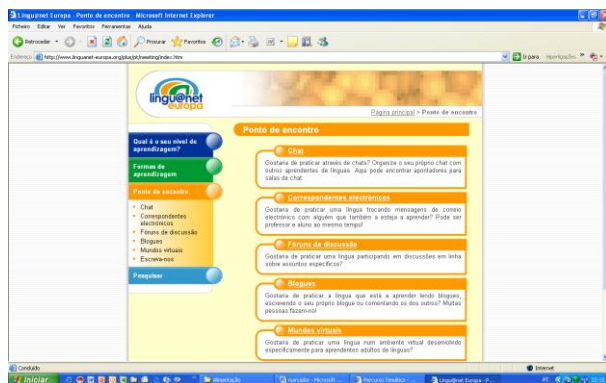 Lingu@net Europa - Ponto de encontro - Microsoft Internet Explorer
Ficheiro Editar Ver Favoritos Ferramentas Ajuda
Retroceder Procurar Favoritos
Endereço http://www.linguanet-europa.org/plus/pt/meeting/index.htm Ir para Hiperligações
lingu@net
europa
Página principal > Ponto de encontro
Ponto de encontro
Qual é o seu nível de
aprendizagem?
Formas de
aprendizagem
Ponto de encontro
• Chat
• Correspondentes
electrónicos
• Fóruns de discussão
• Blogues
• Mundos virtuais
• Escreva-nos
Pesquisar
Chat
Gostaria de praticar através de chats? Organize o seu próprio chat com
outros aprendentes de línguas. Aqui pode encontrar apontadores para
salas de chat.
Correspondentes electrónicos
Gostaria de praticar uma língua trocando mensagens de correio
electrónico com alguém que também a esteja a aprender? Pode ser
professor e aluno ao mesmo tempo!
Fóruns de discussão
Gostaria de praticar uma língua participando em discussões em linha
sobre assuntos específicos?
Blogues
Gostaria de praticar a língua que está a aprender lendo blogues,
escrevendo o seu próprio blogue ou comentando os dos outros? Muitas
pessoas fazem-no!
Mundos virtuais
Gostaria de praticar uma língua num ambiente virtual desenvolvido
especificamente para aprendentes adultos de línguas?
Concluído Internet
Iniciar Alimentação Percurso Temático - ... Lingu@net Europa - P... PT